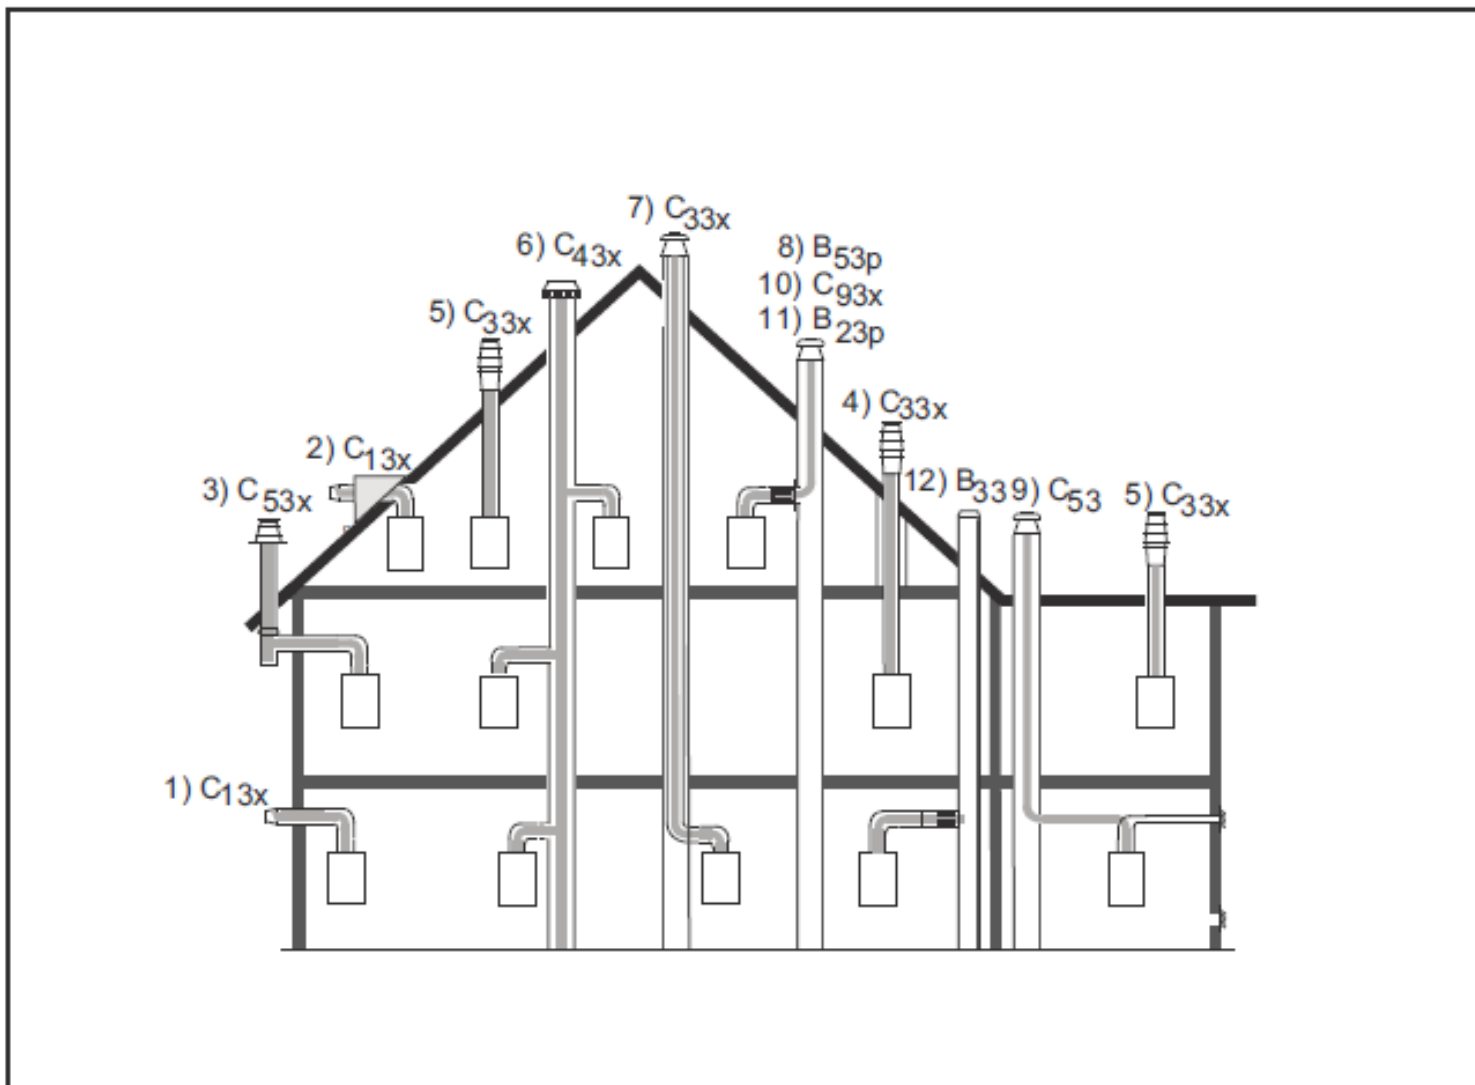 7) C33x
6) C43x
8) B53p
10) C93x
11) B23p
5) C33x
4) C33x
2) C13x
3) C53x
12) B33
9) C53
5) C33x
1) C13x